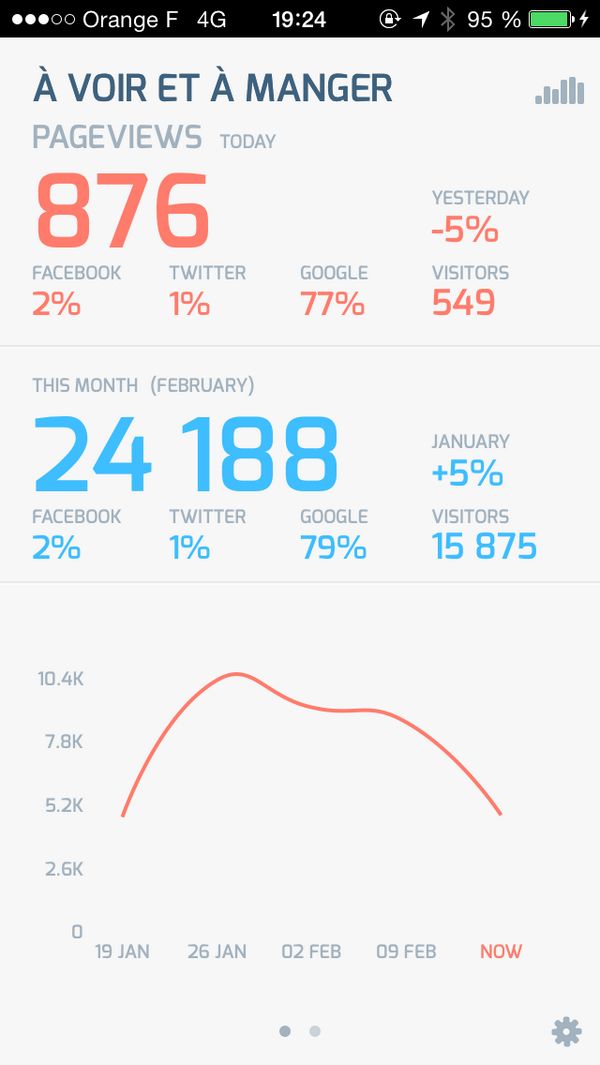 Orange F 4G 19:24 95 %
À VOIR ET À MANGER
PAGEVIEWS TODAY
876
YESTERDAY
-5%
FACEBOOK TWITTER GOOGLE VISITORS
2% 1% 77% 549
THIS MONTH (FEBRUARY)
24 188
JANUARY
+5%
FACEBOOK TWITTER GOOGLE VISITORS
2% 1% 79% 15 875
10.4K
7.8K
5.2K
2.6K
0
19 JAN 26 JAN 02 FEB 09 FEB NOW